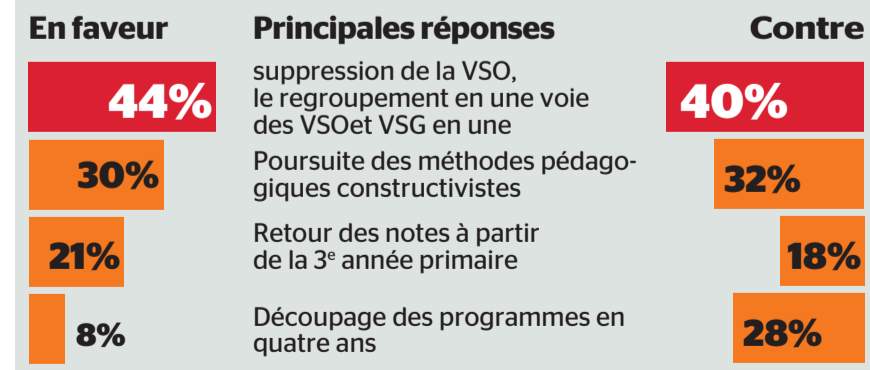 En faveur Principales réponses Contre
44% suppression de la VSO, 40%
le regroupement en une voie
des VSOet VSG en une
30% Poursuite des méthodes pédago- 32%
giques constructivistes
21% Retour des notes à partir 18%
de la 3e année primaire
8% Découpage des programmes en 28%
quatre ans